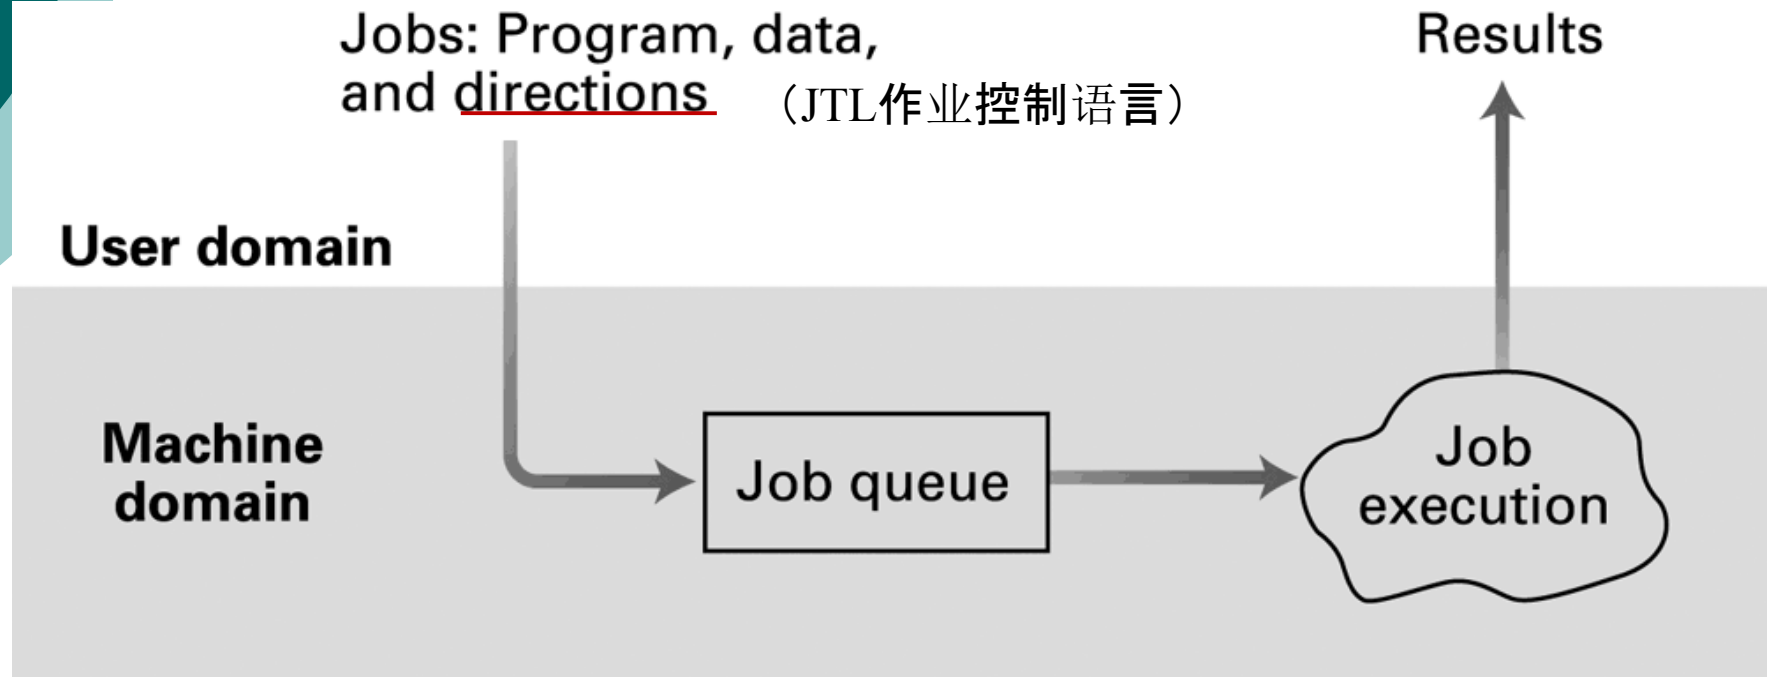 Jobs: Program, data,
and directions （JTL作业控制语言）
Results
User domain
Machine
domain
Job queue
Job
execution